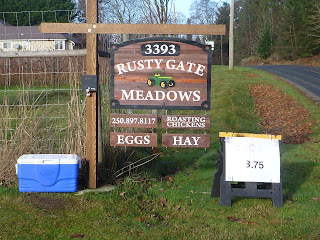 3393
RUSTY GATE
MEADOWS
250.897.8117
ROASTING
CHICKENS
EGGS
HAY
3.75